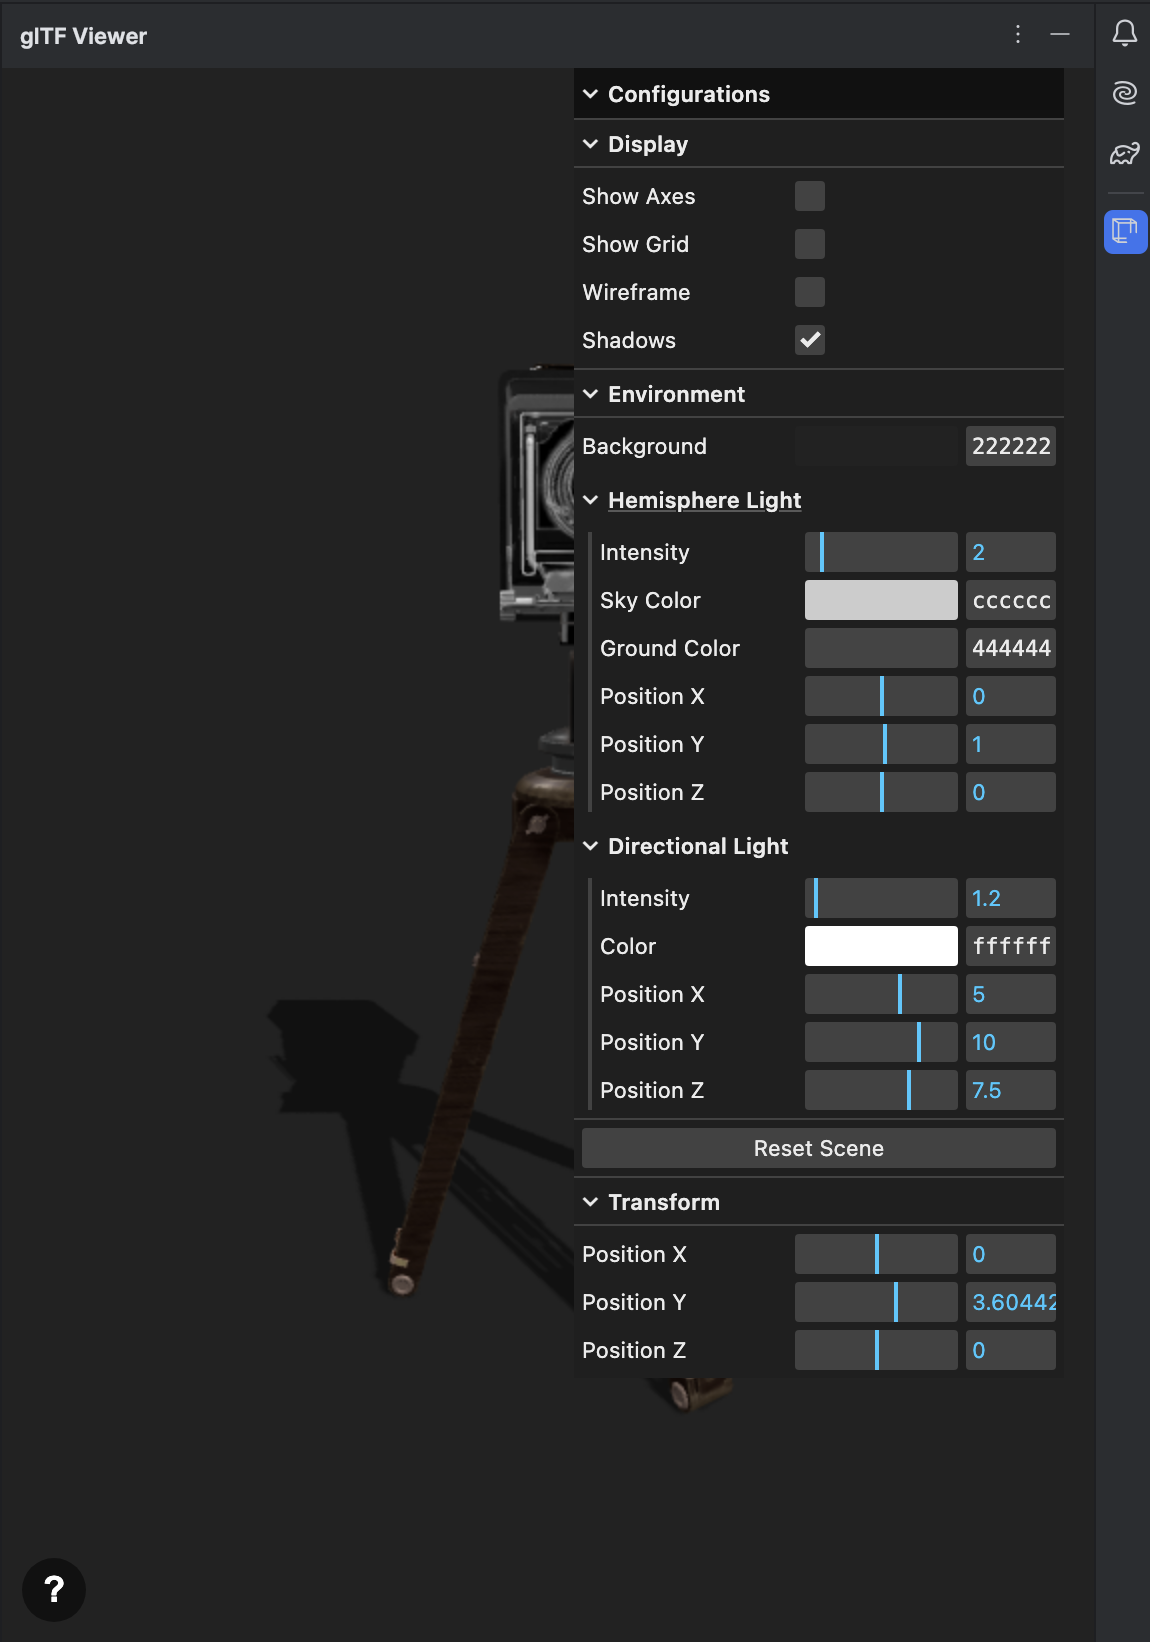 glTF Viewer
Configurations
Display
Show Axes
Show Grid
Wireframe
Shadows
Environment
Background 222222
Hemisphere Light
Intensity 2
Sky Color cccccc
Ground Color 444444
Position X 0
Position Y 1
Position Z 0
Directional Light
Intensity 1.2
Color ffffff
Position X 5
Position Y 10
Position Z 7.5
Reset Scene
Transform
Position X 0
Position Y 3.60442
Position Z 0
?